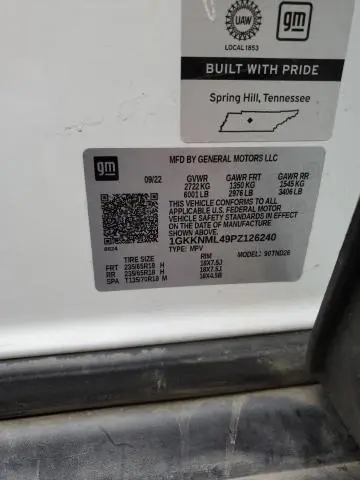 UAW
gm
LOCAL 1853
BUILT WITH PRIDE
Spring Hill, Tennessee
gm
MFD BY GENERAL MOTORS LLC
09/22 GVWR GAWR FRT GAWR RR
2722 KG 1350 KG 1545 KG
6001 LB 2976 LB 3406 LB
THIS VEHICLE CONFORMS TO ALL
APPLICABLE U.S. FEDERAL MOTOR
VEHICLE SAFETY STANDARDS IN
EFFECT ON THE DATE OF
MANUFACTURE SHOWN ABOVE.
1GKKNML49PZ126240
TYPE: MPV MODEL: 90TND26
TIRE SIZE RIM
FRT 235/65R18 H 18X7.5J
RR 235/65R18 H 18X7.5J
SPA T135/70R18 M 18X4.5B